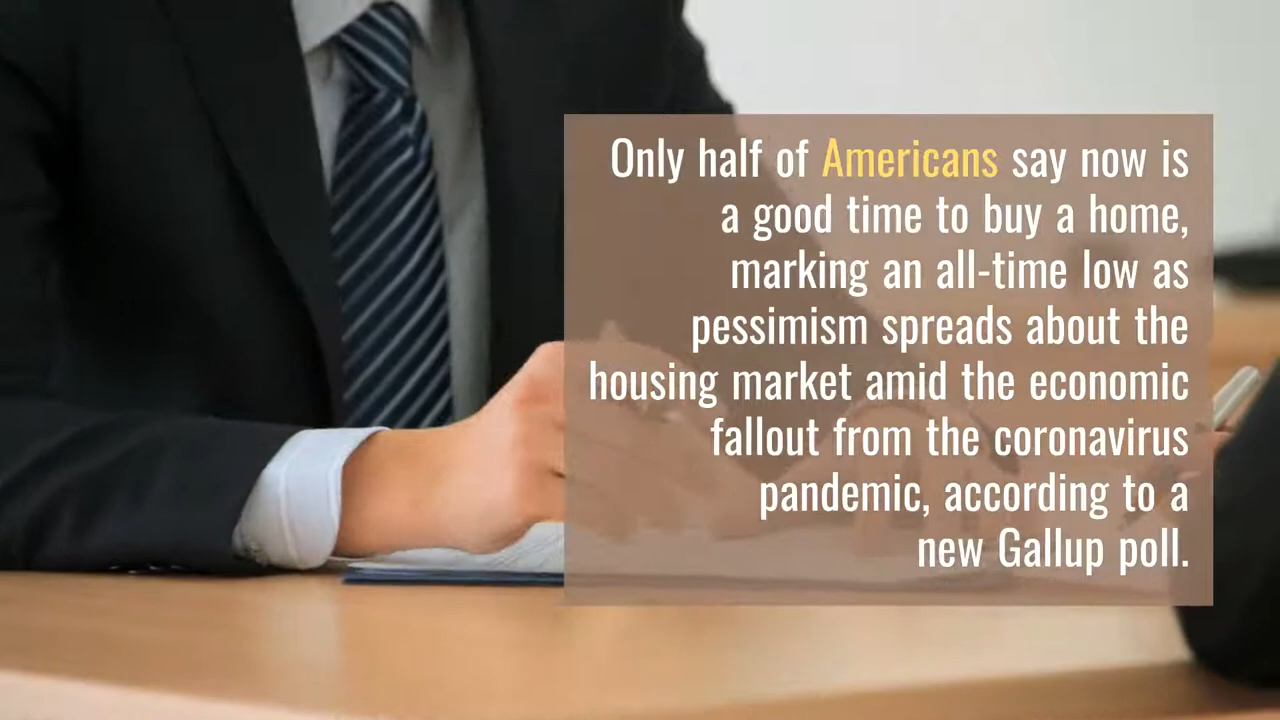 Only half of Americans say now is
a good time to buy a home,
marking an all-time low as
pessimism spreads about the
housing market amid the economic
fallout from the coronavirus
pandemic, according to a
new Gallup poll.